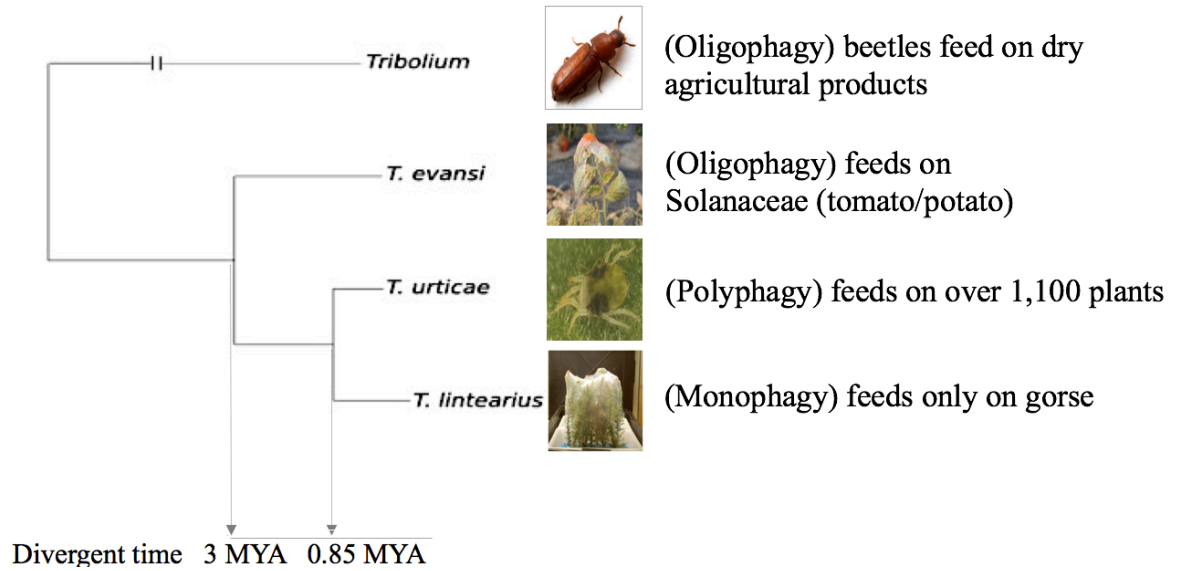 Tribolium
(Oligophagy) beetles feed on dry
agricultural products
T. evansi
(Oligophagy) feeds on
Solanaceae (tomato/potato)
T. urticae
(Polyphagy) feeds on over 1,100 plants
T. lintearius
(Monophagy) feeds only on gorse
Divergent time 3 MYA 0.85 MYA